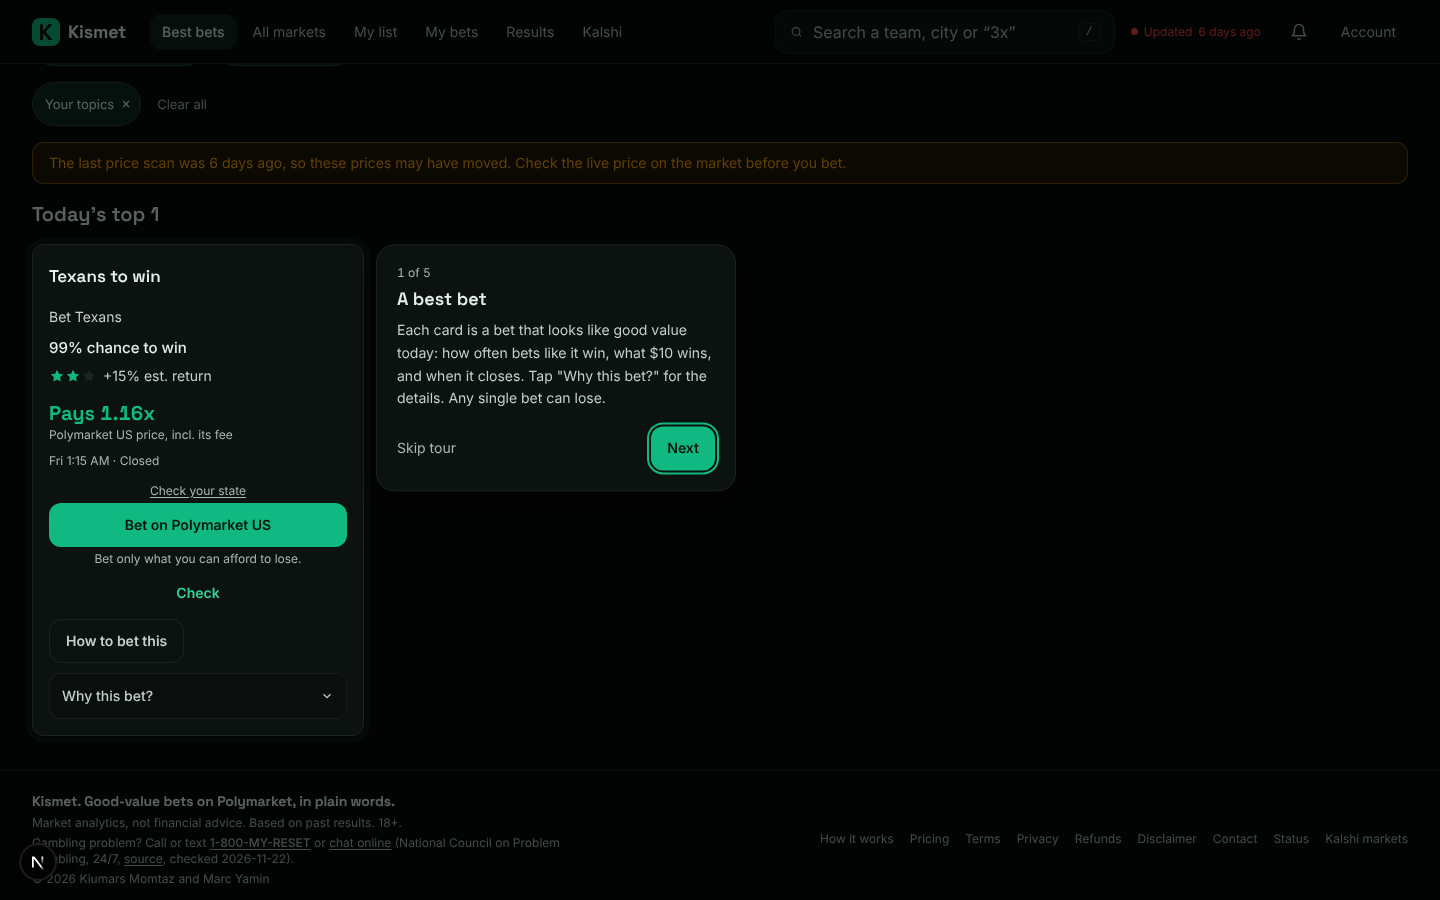 Kismet
Best bets
All markets
My list
My bets
Results
Kalshi
Search a team, city or “3x”
/
Updated 6 days ago
Account
Your topics ×
Clear all
The last price scan was 6 days ago, so these prices may have moved. Check the live price on the market before you bet.
Today's top 1
Texans to win
Bet Texans
99% chance to win
+15% est. return
Pays 1.16x
Polymarket US price, incl. its fee
Fri 1:15 AM · Closed
Check your state
Bet on Polymarket US
Bet only what you can afford to lose.
Check
How to bet this
Why this bet?
1 of 5
A best bet
Each card is a bet that looks like good value
today: how often bets like it win, what $10 wins,
and when it closes. Tap "Why this bet?" for the
details. Any single bet can lose.
Skip tour
Next
Kismet. Good-value bets on Polymarket, in plain words.
Market analytics, not financial advice. Based on past results. 18+.
Gambling problem? Call or text 1-800-MY-RESET or chat online (National Council on Problem
bling, 24/7, source, checked 2026-11-22).
© 2026 Kiumars Momtaz and Marc Yamin
How it works
Pricing
Terms
Privacy
Refunds
Disclaimer
Contact
Status
Kalshi markets